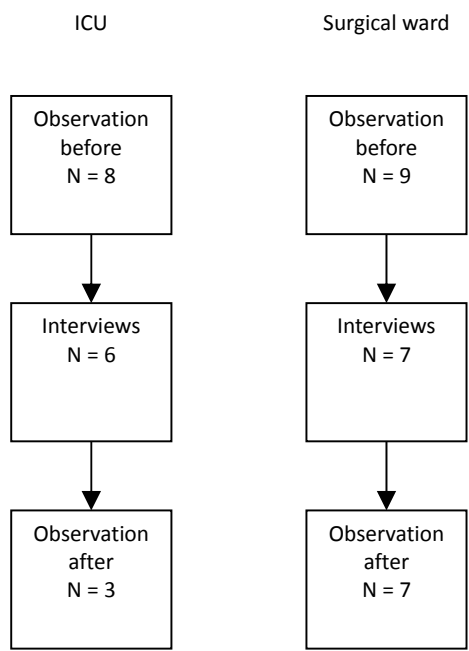 ICU
Surgical ward
Observation
before
N = 8
Observation
before
N = 9
Interviews
N = 6
Interviews
N = 7
Observation
after
N = 3
Observation
after
N = 7